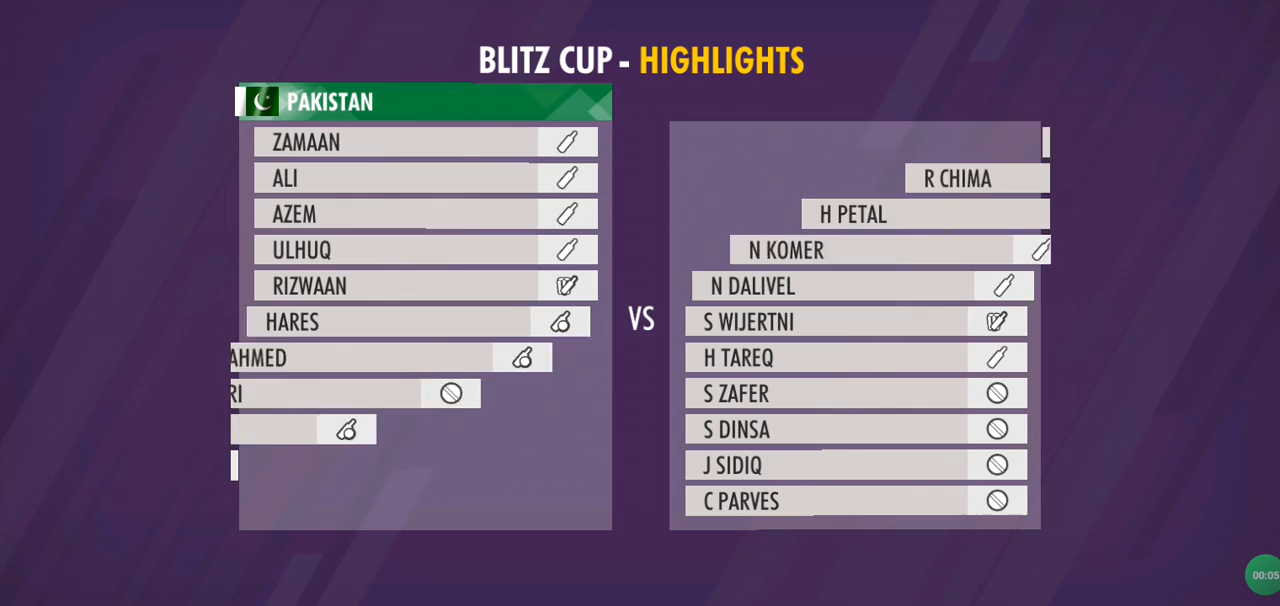 BLITZ CUP - HIGHLIGHTS
PAKISTAN
ZAMAAN
ALI
AZEM
ULHUQ
RIZWAAN
HARES
AHMED
RI
VS
R CHIMA
H PETAL
N KOMER
N DALIVEL
S WIJERTNI
H TAREQ
S ZAFER
S DINSA
J SIDIQ
C PARVES
00:05